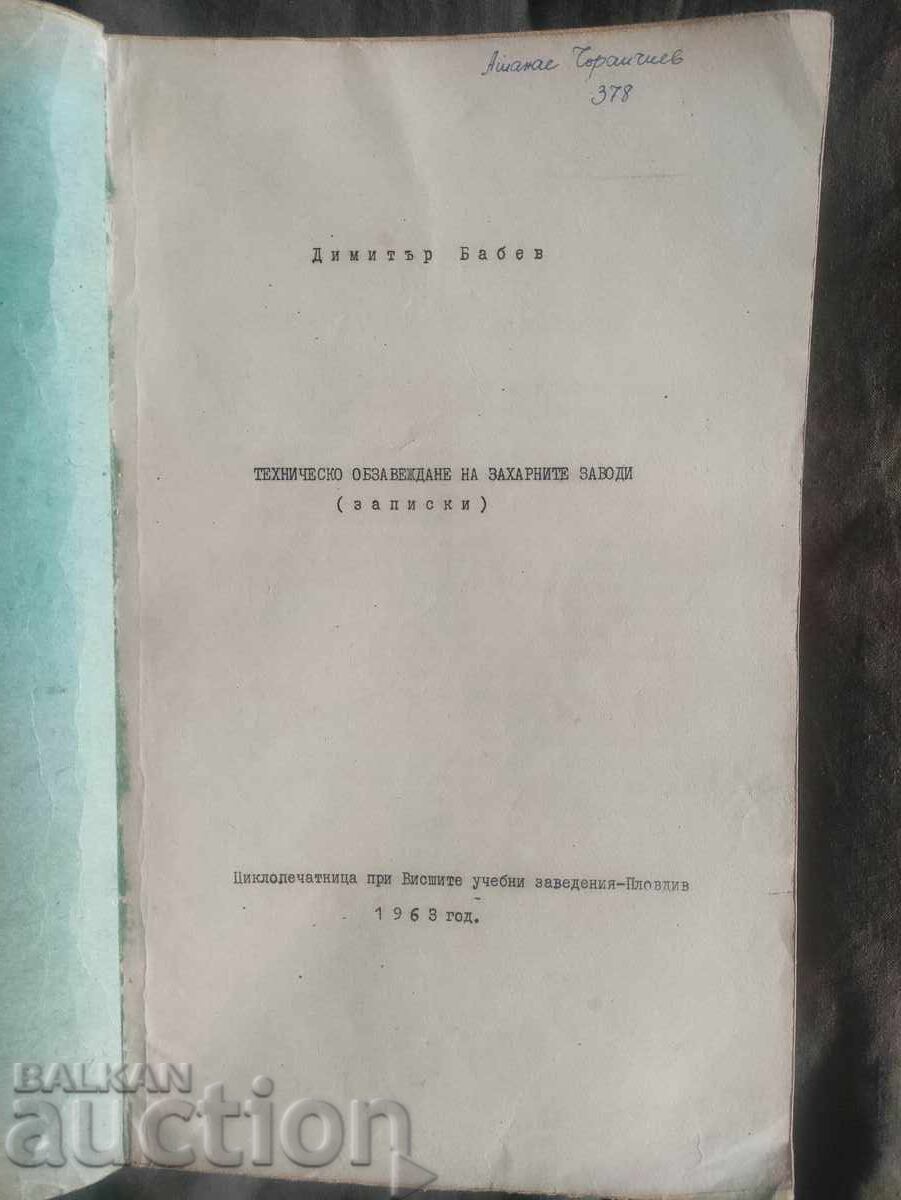 Атанас
378
Димитър Бабев
ТЕХНИЧЕСКО ОБЗАВЕЖДАНЕ НА ЗАХАРНИТЕ ЗАВОДИ
(записки)
Циклопечатница при Висшите учебни заведения-Пловдив
1963 год.
BALKAN
auction